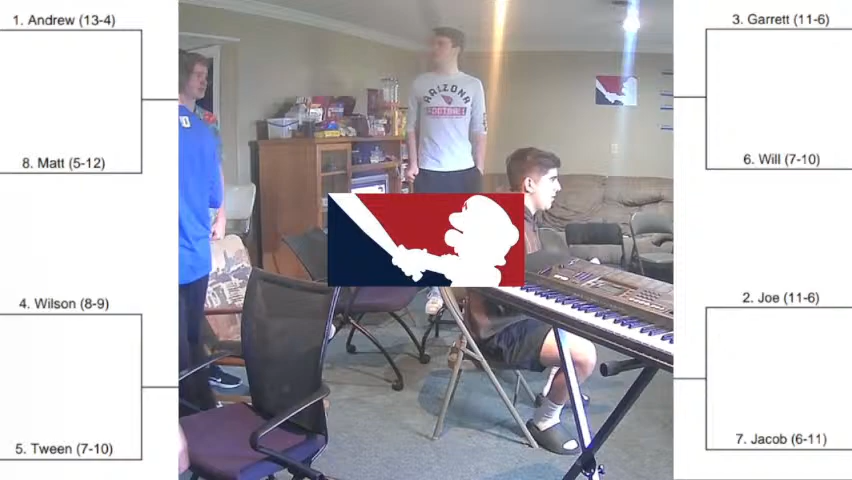 1. Andrew (13-4)
8. Matt (5-12)
4. Wilson (8-9)
5. Tween (7-10)
ARIZONA
FOOTBALL
3. Garrett (11-6)
6. Will (7-10)
2. Joe (11-6)
7. Jacob (6-11)